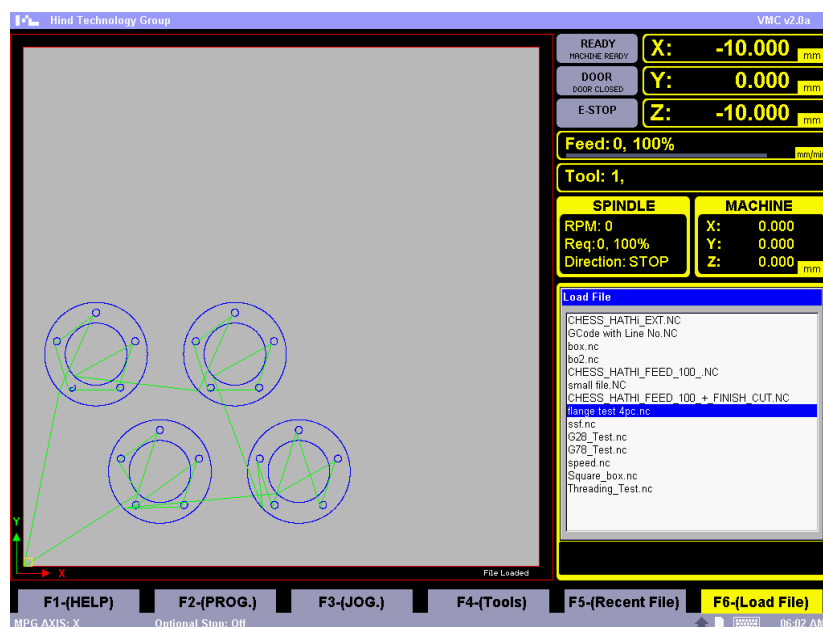 Hind Technology Group
VMC v2.0a
READY
MACHINE READY
X: -10.000 mm
DOOR
DOOR CLOSED
Y: 0.000 mm
E-STOP
Z: -10.000 mm
Feed: 0, 100%
mm/min
Tool: 1,
SPINDLE
RPM: 0
Req:0, 100%
Direction: STOP
MACHINE
X: 0.000
Y: 0.000
Z: 0.000 mm
Load File
CHESS_HATHi_EXT.NC
GCode with Line No.NC
box.nc
bo2.nc
CHESS_HATHI_FEED_100_.NC
small file.NC
CHESS_HATHI_FEED_100_+_FINISH_CUT.NC
flange test 4pc.nc
ssf.nc
G28_Test.nc
G78_Test.nc
speed.nc
Square_box.nc
Threading_Test.nc
Y
X
File Loaded
F1-(HELP)
F2-(PROG.)
F3-(JOG.)
F4-(Tools)
F5-(Recent File)
F6-(Load File)
MPG AXIS: X
Optional Stop: Off
06:02 AM